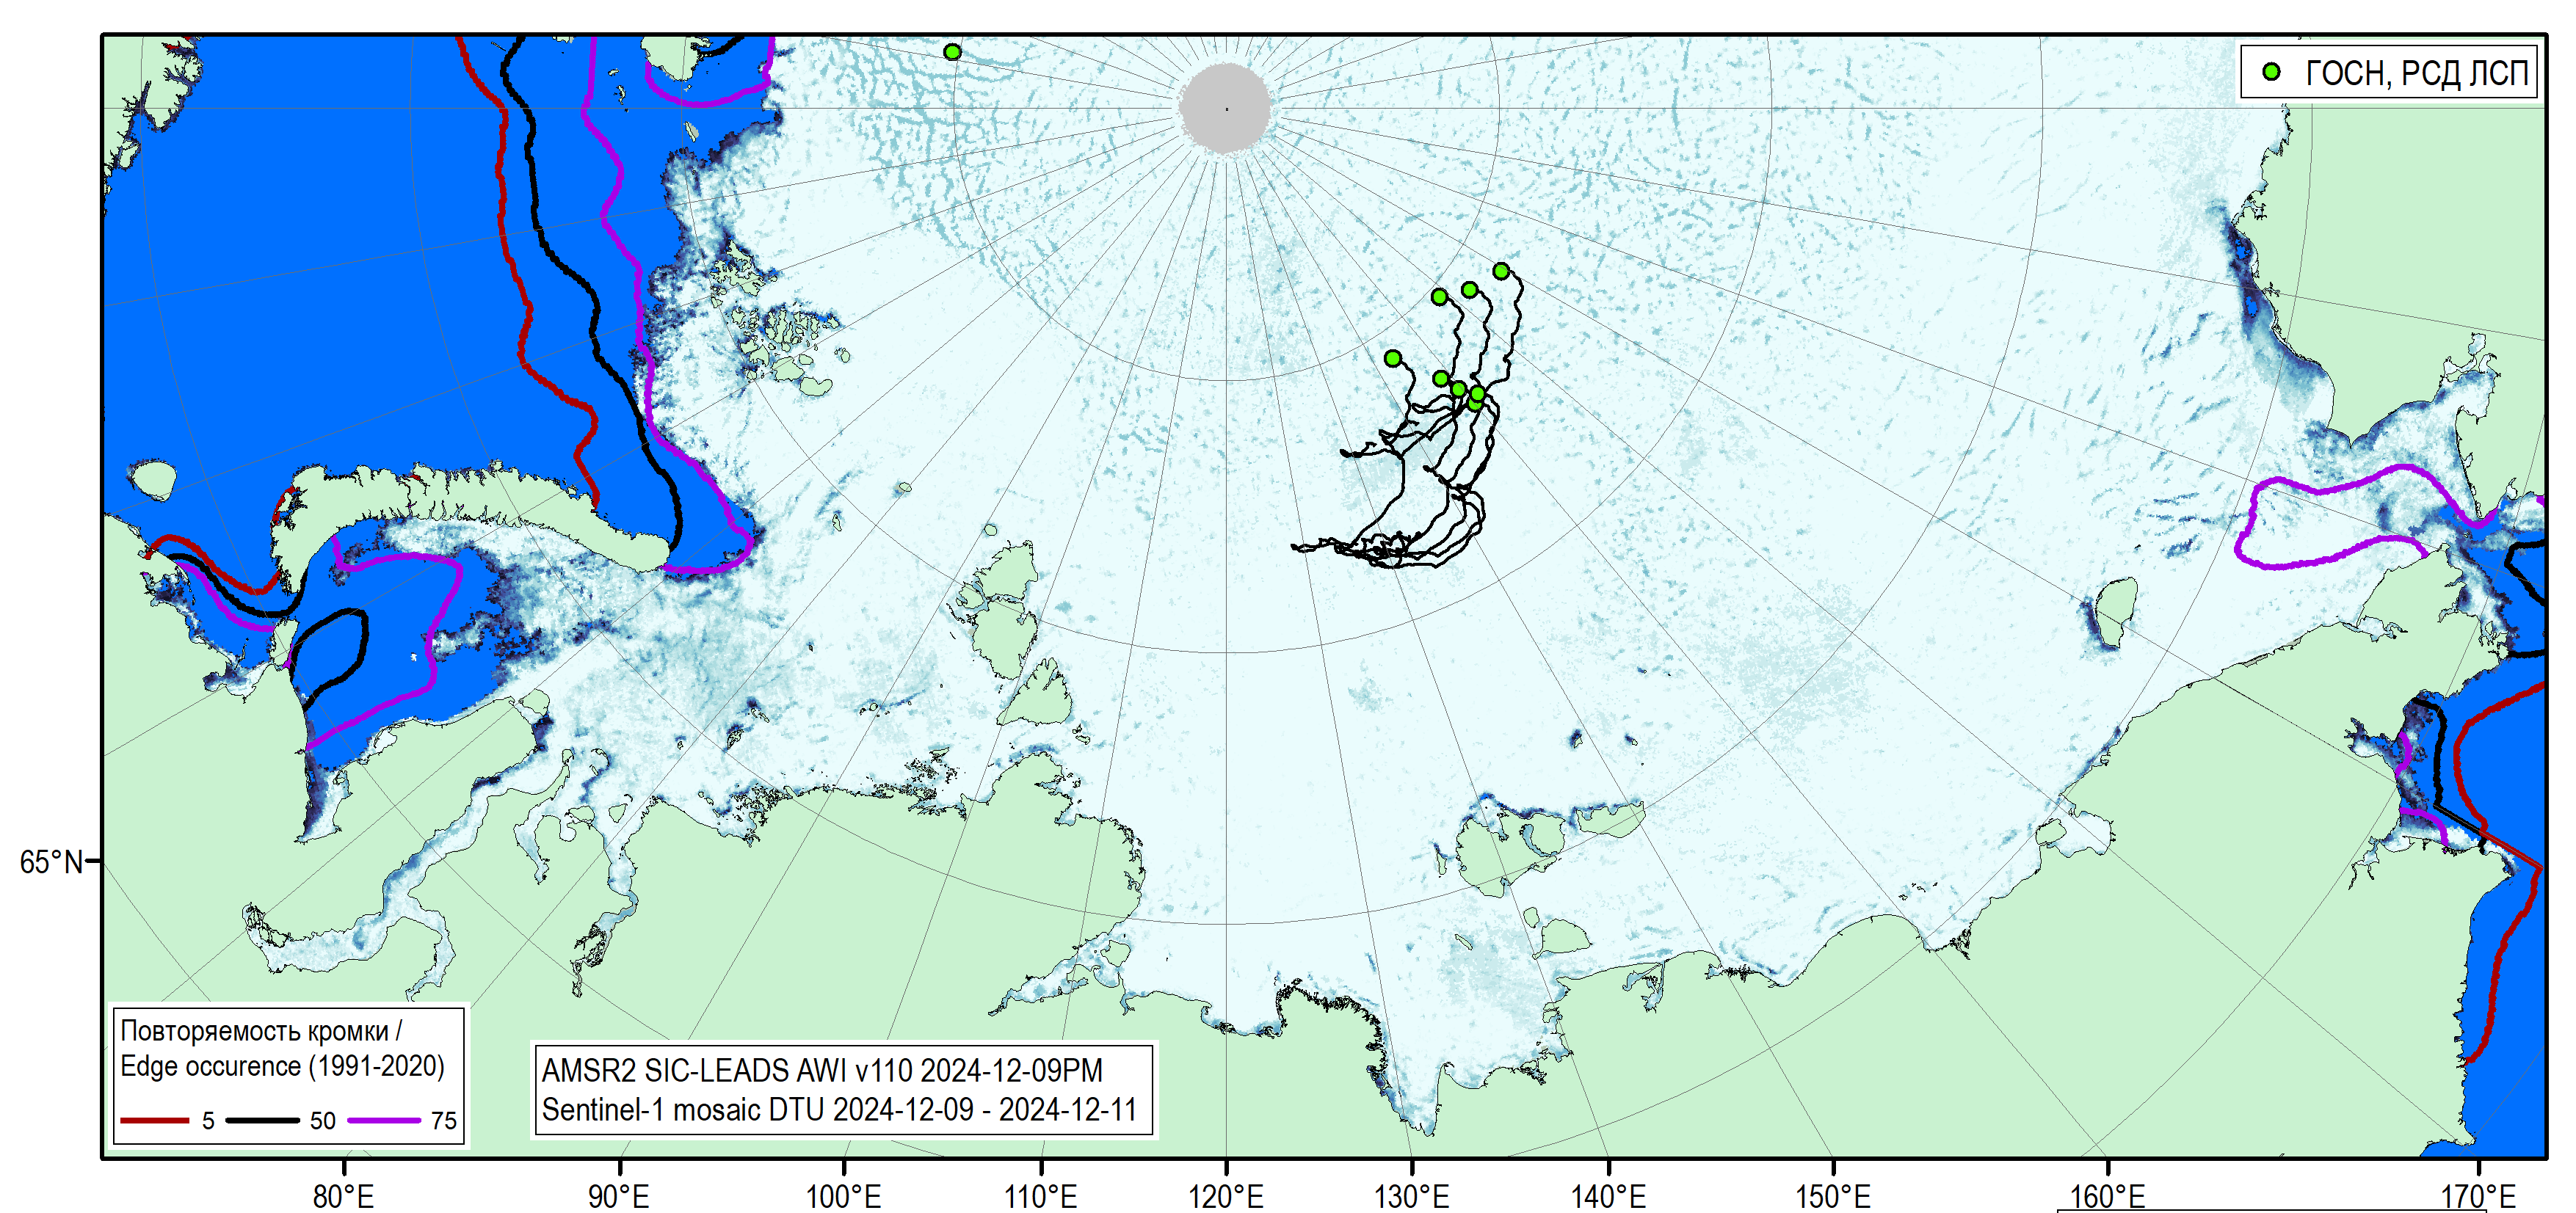 ГОСН, РСД ЛСП
65°N
Повторяемость кромки /
Edge occurence (1991-2020)
5 50 75
AMSR2 SIC-LEADS AWI v110 2024-12-09PM
Sentinel-1 mosaic DTU 2024-12-09 - 2024-12-11
80°E 90°E 100°E 110°E 120°E 130°E 140°E 150°E 160°E 170°E